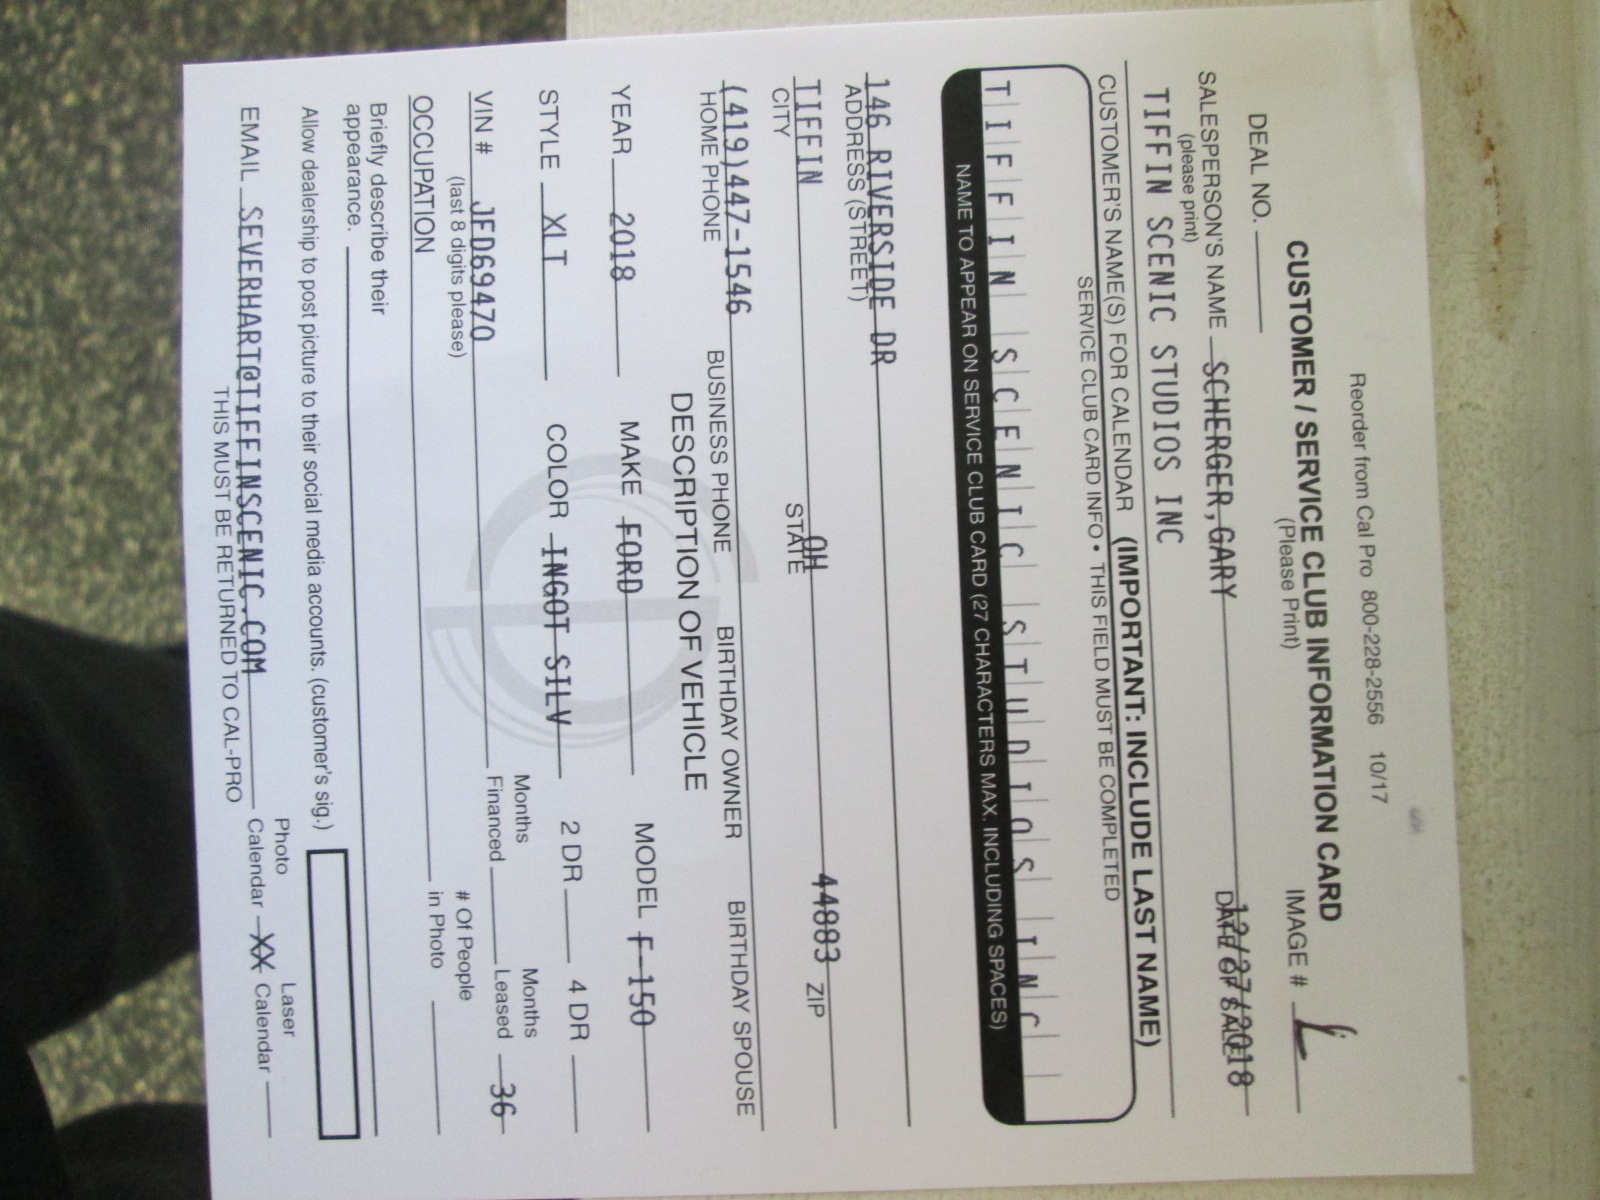 Reorder from Cal Pro 800-228-2556 10/17
CUSTOMER / SERVICE CLUB INFORMATION CARD
(Please Print)
DEAL NO. IMAGE #
SALESPERSON'S NAME SCHERGER,GARY 12/27/2018
(please print) DATE OF SALE
TIFFIN SCENIC STUDIOS INC
CUSTOMER'S NAME(S) FOR CALENDAR (IMPORTANT: INCLUDE LAST NAME)
SERVICE CLUB CARD INFO • THIS FIELD MUST BE COMPLETED
TIFFIN SCENIC STUDIOS INC
NAME TO APPEAR ON SERVICE CLUB CARD (27 CHARACTERS MAX. INCLUDING SPACES)
146 RIVERSIDE DR
ADDRESS (STREET)
TIFFIN OH 44883 ZIP
CITY STATE
(419)447-1546
HOME PHONE BUSINESS PHONE BIRTHDAY OWNER BIRTHDAY SPOUSE
DESCRIPTION OF VEHICLE
YEAR 2018 MAKE FORD MODEL F-150
STYLE XLT COLOR INGOT SILV 2 DR 4 DR
VIN # JFD69470 Months Financed Months Leased 36
(last 8 digits please)
OCCUPATION # Of People in Photo
Briefly describe their
appearance.
Allow dealership to post picture to their social media accounts. (customer's sig.)
EMAIL SEVERHART@TIFFINSCENIC.COM Photo Calendar XX Laser Calendar
THIS MUST BE RETURNED TO CAL-PRO